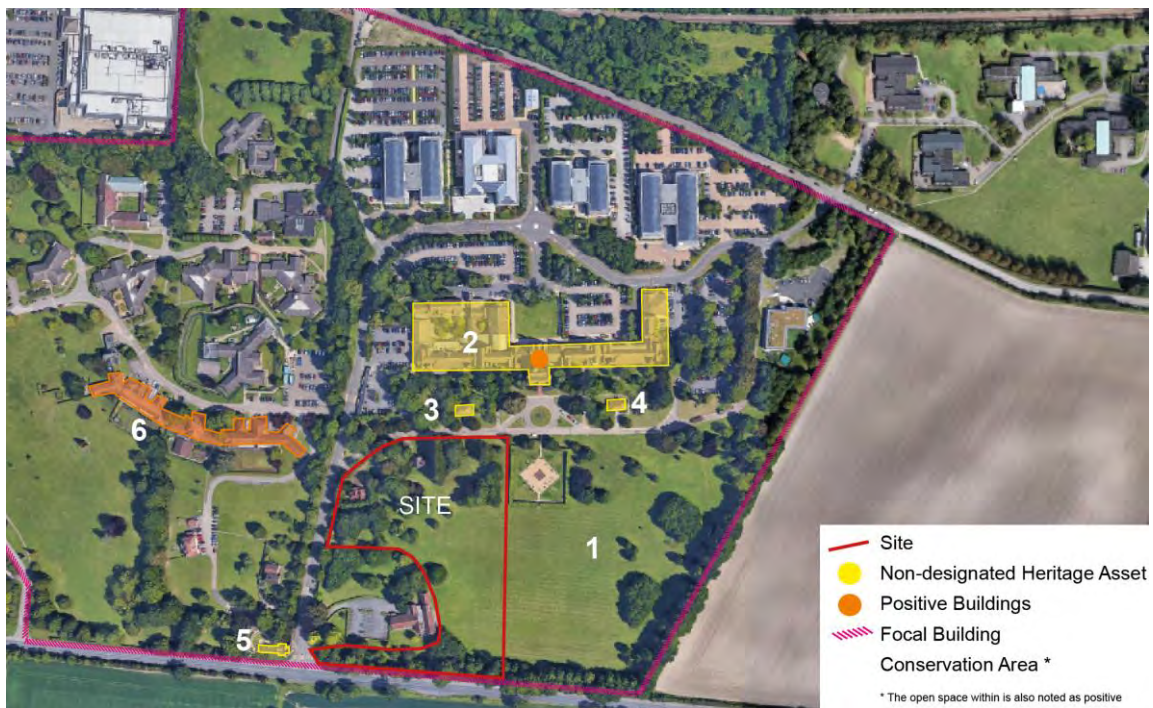 2
3
4
6
SITE
1
5
Site
Non-designated Heritage Asset
Positive Buildings
Focal Building
Conservation Area *
* The open space within is also noted as positive